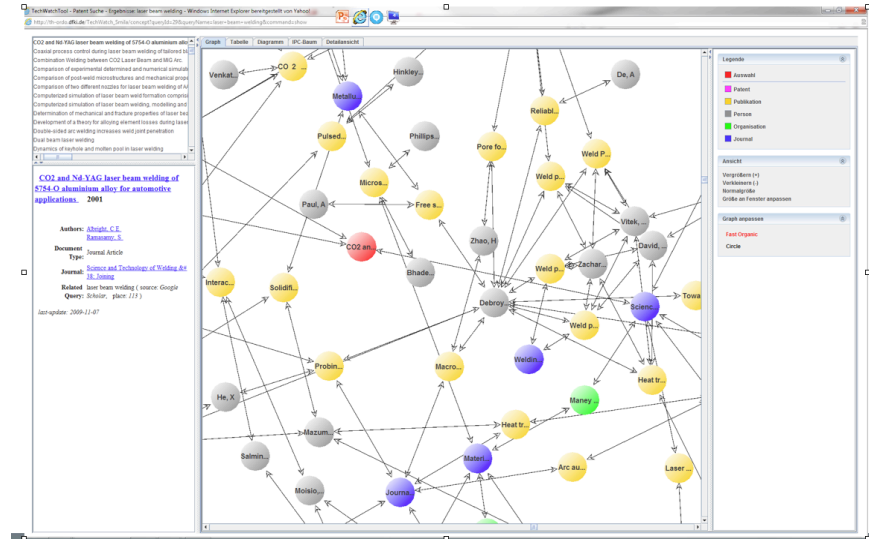 TechWatchTool - Patent Suche - Ergebnisse: laser beam welding - Windows Internet Explorer bereitgestellt von Yahoo!
CO2 and Nd-YAG laser beam welding of 5754-O aluminium allo
Coaxial process control during laser beam welding of tailored bl
Combination Welding between CO2 Laser Beam and MIG Arc
Comparison of experimental determined and numerical simulat
Comparison of post-weld microstructures and mechanical prop
Comparison of two different nozzles for laser beam welding of A
Computerized simulation of laser beam weld formation compris
Computerized simulation of laser beam welding, modelling and
Determination of mechanical and fracture properties of laser bea
Development of a theory for alloying element losses during laser
Double-sided arc welding increases weld joint penetration
Dual beam laser welding
Dynamics of keyhole and molten pool in laser welding
CO2 and Nd-YAG laser beam welding of
5754-O aluminium alloy for automotive
applications 2001
Authors: Albright, C E
Ramasamy, S
Document
Type: Journal Article
Journal: Science and Technology of Welding &#
38; Joining
Related
Query: laser beam welding ( source: Google
Scholar, place: 113 )
last-update: 2009-11-07
Graph Tabelle Diagramm IPC-Baum Detailansicht
Venkat...
CO 2 ...
Hinkley...
De, A
Metallu...
Reliabl...
Pulsed...
Phillips...
Pore fo...
Weld P...
Micros...
Weld p...
Paul, A
Free s...
Vitek, ...
CO2 an...
Zhao, H
David, ...
Bhade...
Weld p...
Zachar...
Interac...
Solidifi...
Debroy...
Scienc...
Towa
Weld p...
Probin...
Macro...
Weldin...
Heat tr...
He, X
Maney ...
Mazum...
Heat tr...
Salmin...
Materi...
Arc au...
Laser ...
Moisio,...
Journa...
Legende
Auswahl
Patent
Publikation
Person
Organisation
Journal
Ansicht
Vergrößern (+)
Verkleinern (-)
Normalgröße
Größe an Fenster anpassen
Graph anpassen
Fast Organic
Circle